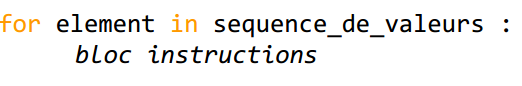 for element in sequence_de_valeurs :
bloc instructions